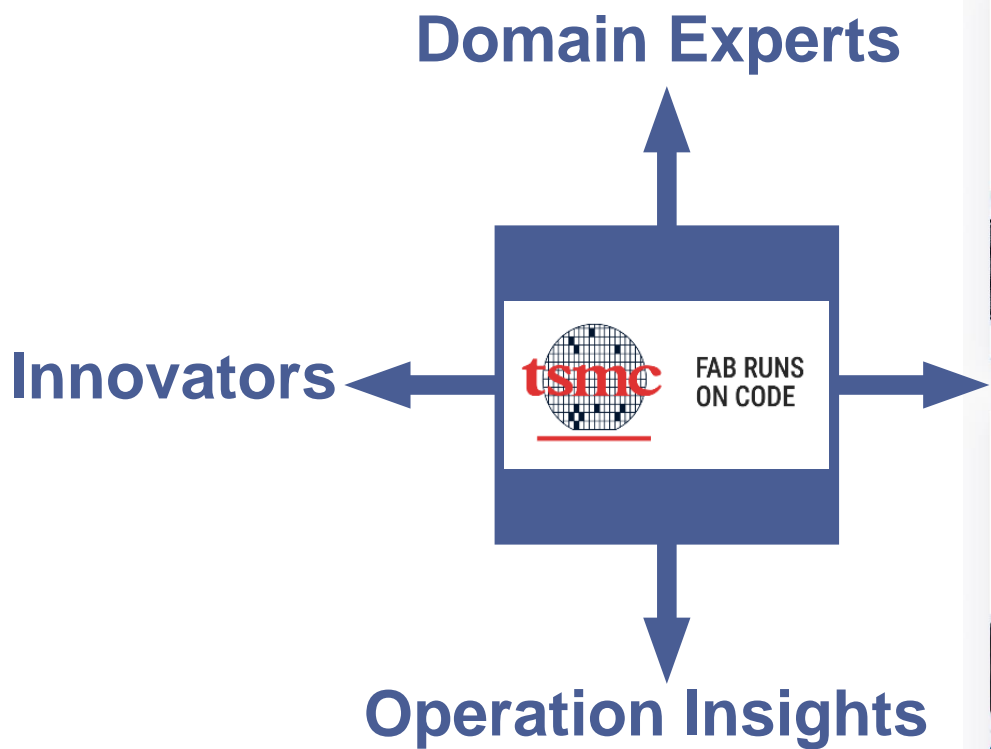 Domain Experts
Innovators
tsmc
FAB RUNS
ON CODE
Operation Insights